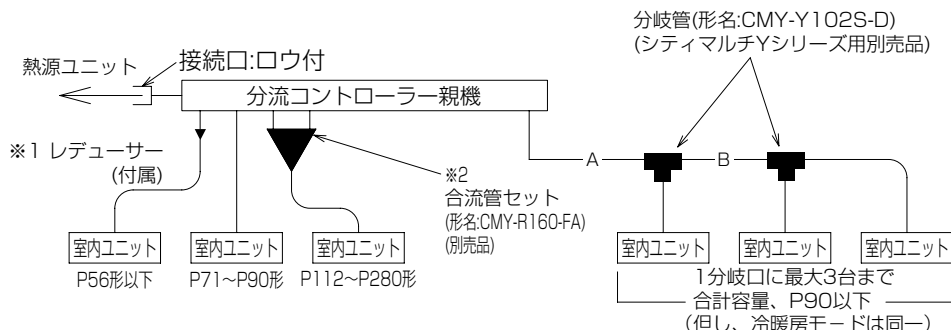 分岐管(形名:CMY-Y102S-D)
(シティマルチYシリーズ用別売品)
熱源ユニット
接続口:ロウ付
分流コントローラー親機
※1 レデューサー
(付属)
※2
合流管セット
(形名:CMY-R160-FA)
(別売品)
A
B
室内ユニット
室内ユニット
室内ユニット
室内ユニット
室内ユニット
室内ユニット
P56形以下
P71〜P90形
P112〜P280形
1分岐口に最大3台まで
合計容量、P90以下
(但し、冷暖房モードは同一)